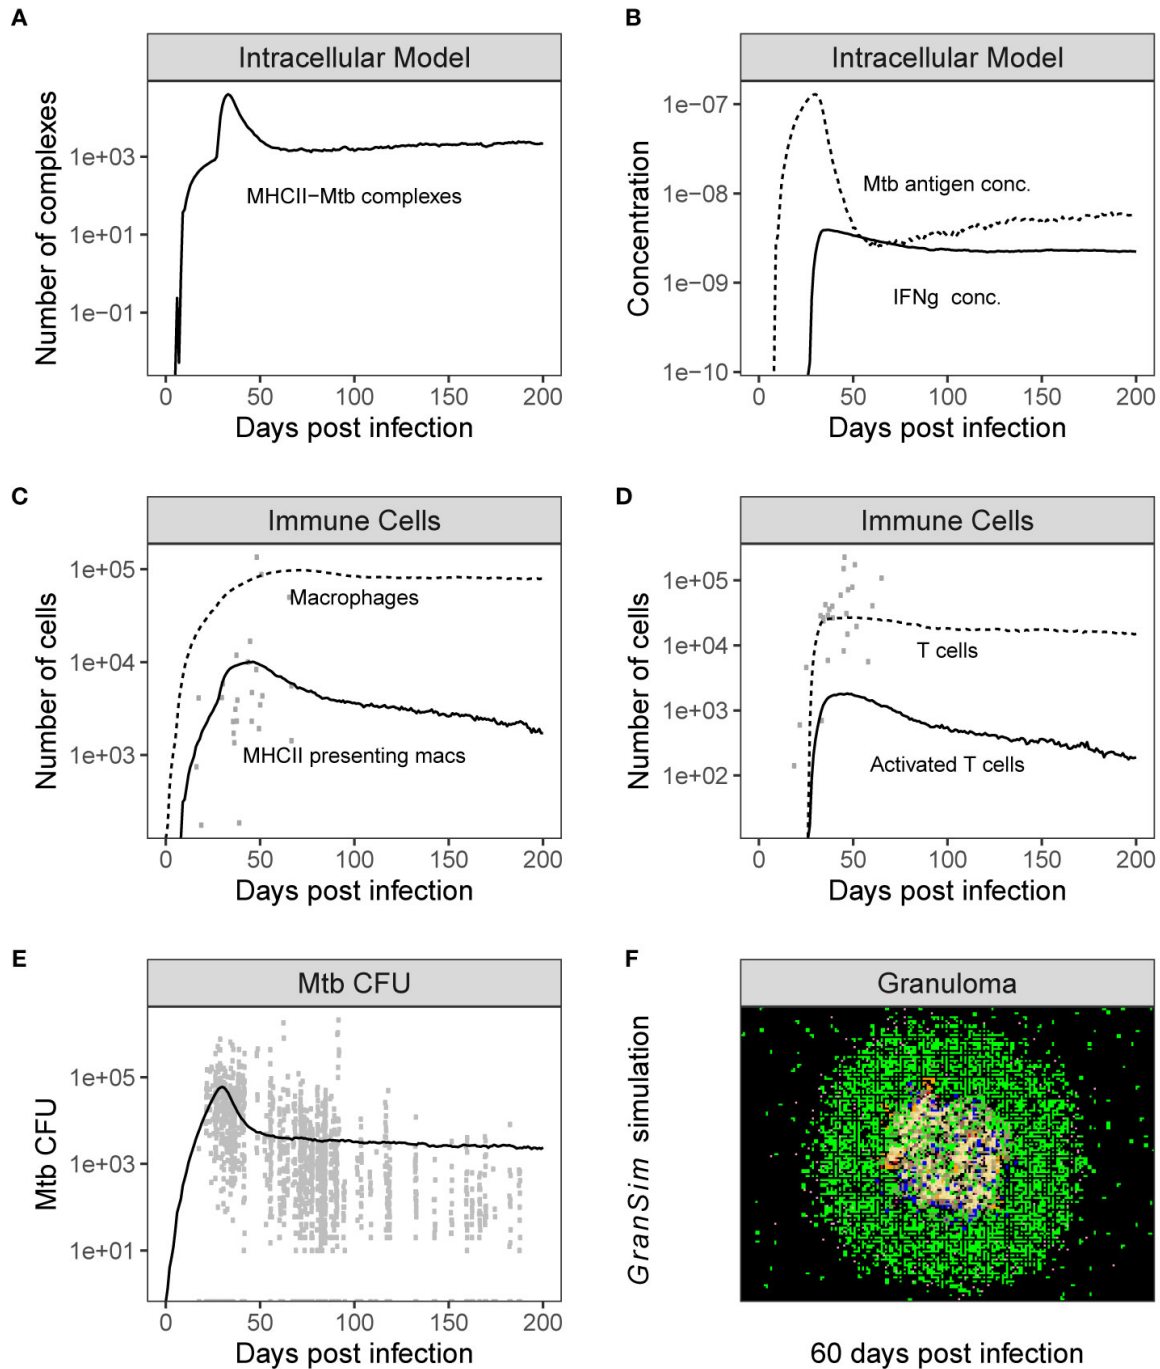 A
Intracellular Model
Number of complexes
1e+03
1e+01
1e−01
MHCII−Mtb complexes
0 50 100 150 200
Days post infection
B
Intracellular Model
Concentration
1e−07
1e−08
1e−09
1e−10
Mtb antigen conc.
IFNg conc.
0 50 100 150 200
Days post infection
C
Immune Cells
Number of cells
1e+05
1e+04
1e+03
Macrophages
MHCII presenting macs
0 50 100 150 200
Days post infection
D
Immune Cells
Number of cells
1e+05
1e+04
1e+03
1e+02
T cells
Activated T cells
0 50 100 150 200
Days post infection
E
Mtb CFU
Mtb CFU
1e+05
1e+03
1e+01
0 50 100 150 200
Days post infection
F
Granuloma
GranSim simulation
60 days post infection